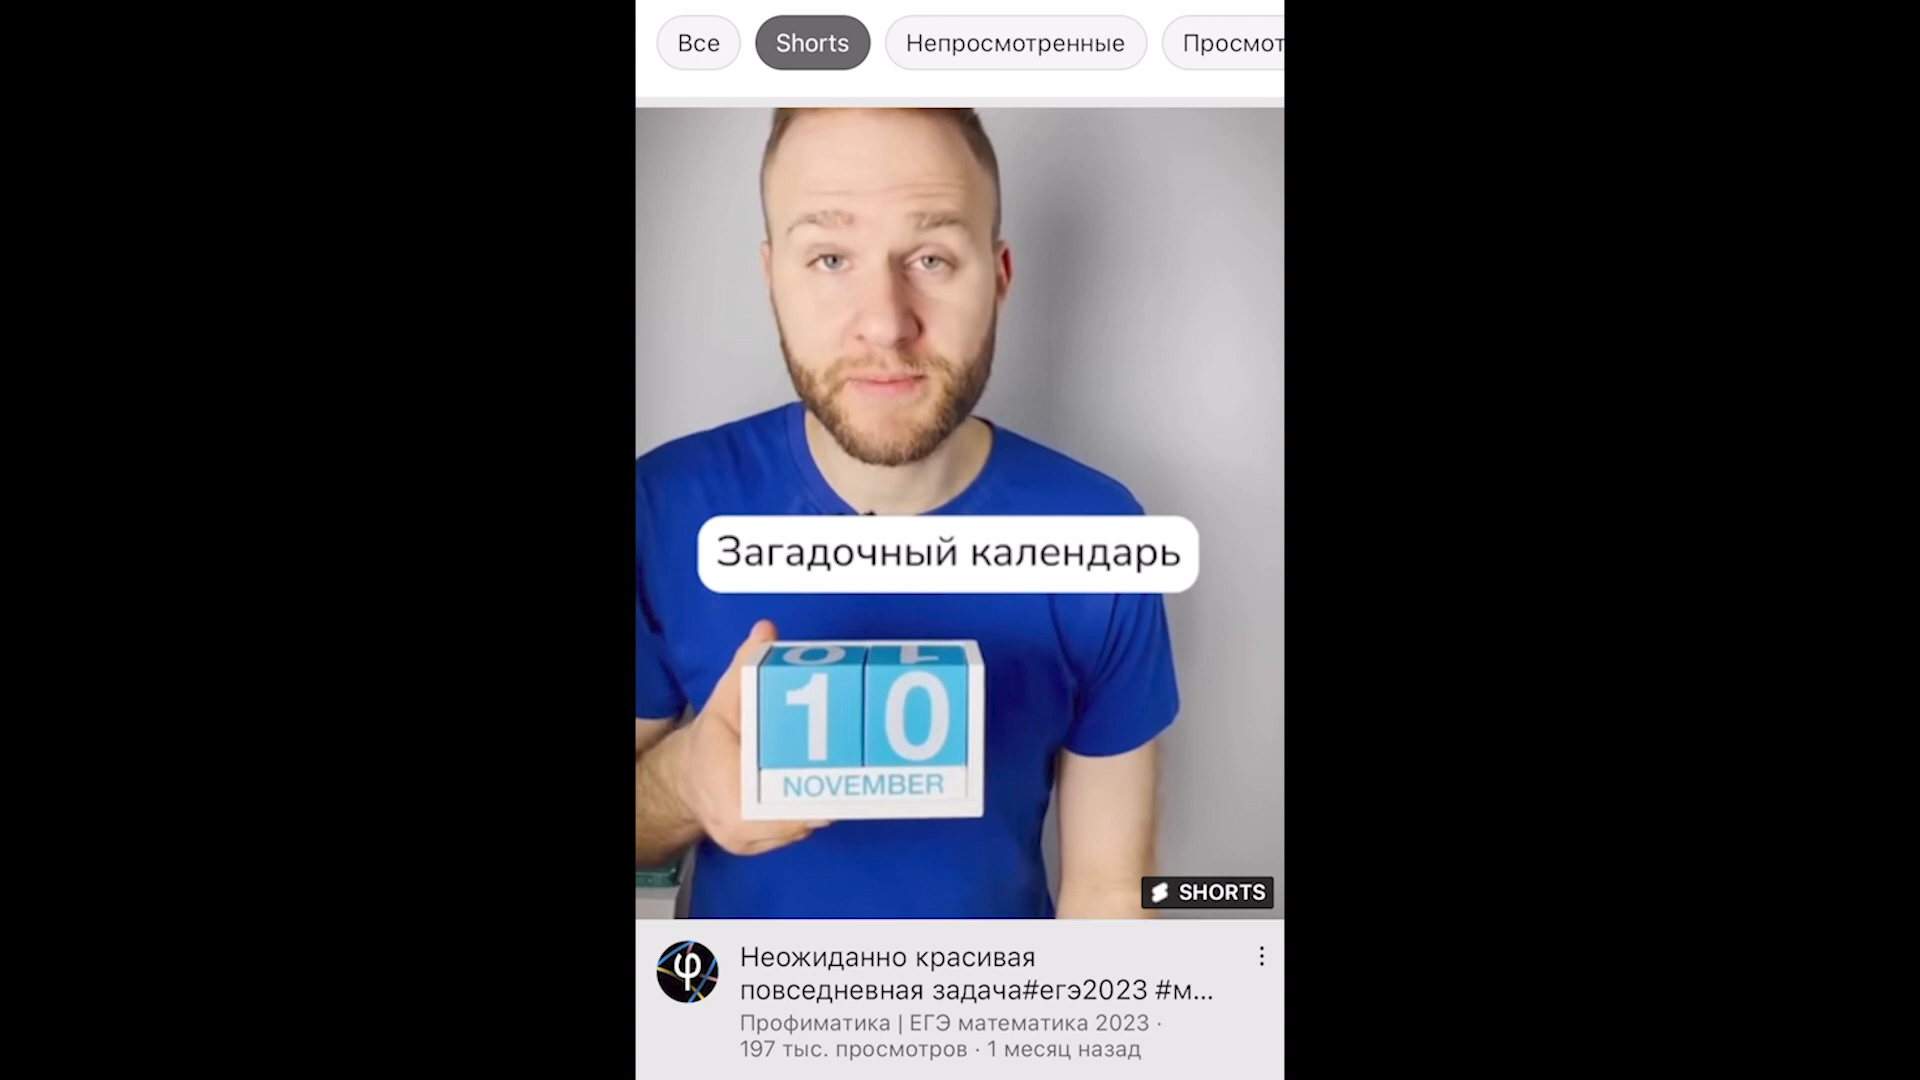 Все
Shorts
Непросмотренные
Просмот
Загадочный календарь
01
10
NOVEMBER
SHORTS
φ
Неожиданно красивая
повседневная задача#егэ2023 #м...
Профиматика | ЕГЭ математика 2023 ·
197 тыс. просмотров · 1 месяц назад